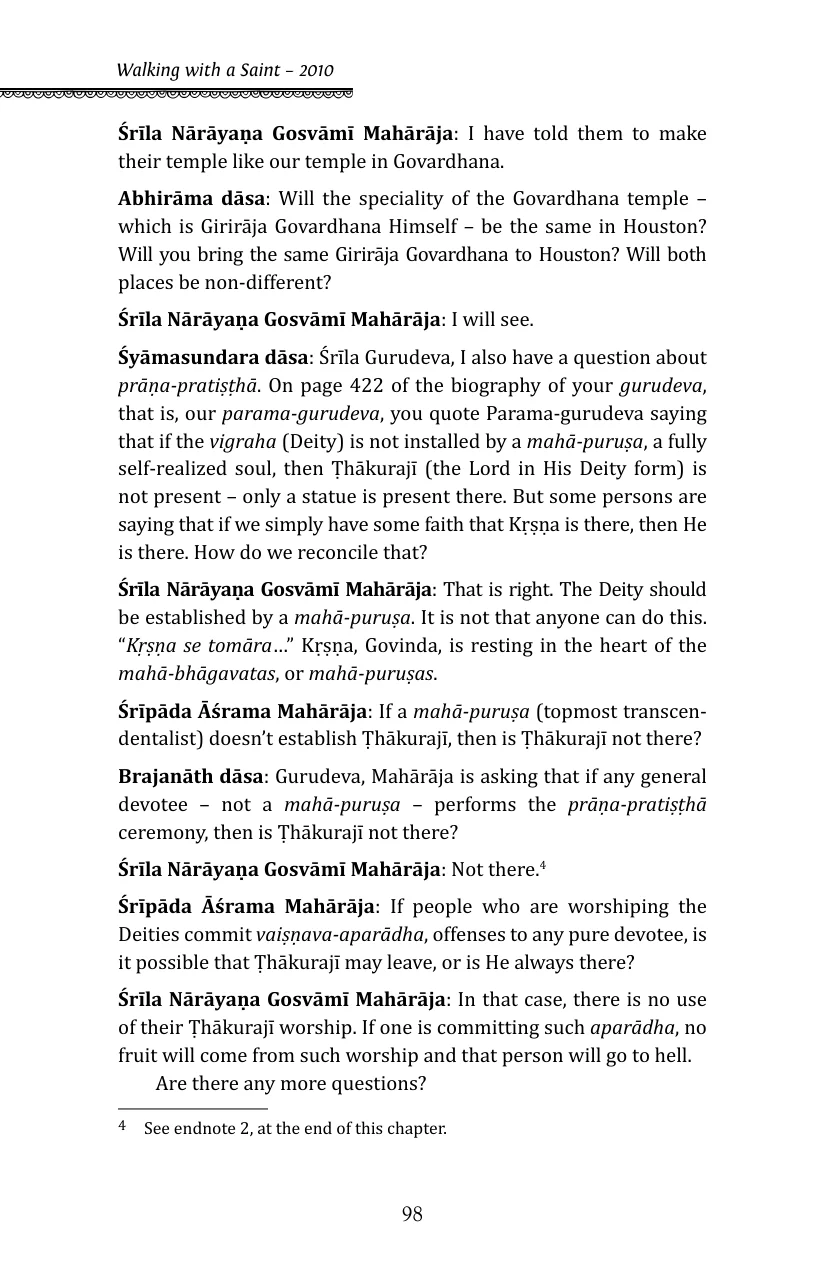 Walking with a Saint – 2010
Śrīla Nārāyaṇa Gosvāmī Mahārāja: I have told them to make
their temple like our temple in Govardhana.
Abhirāma dāsa: Will the speciality of the Govardhana temple –
which is Girirāja Govardhana Himself – be the same in Houston?
Will you bring the same Girirāja Govardhana to Houston? Will both
places be non-different?
Śrīla Nārāyaṇa Gosvāmī Mahārāja: I will see.
Śyāmasundara dāsa: Śrīla Gurudeva, I also have a question about
prāṇa-pratiṣṭhā. On page 422 of the biography of your gurudeva,
that is, our parama-gurudeva, you quote Parama-gurudeva saying
that if the vigraha (Deity) is not installed by a mahā-puruṣa, a fully
self-realized soul, then Ṭhākurajī (the Lord in His Deity form) is
not present – only a statue is present there. But some persons are
saying that if we simply have some faith that Kṛṣṇa is there, then He
is there. How do we reconcile that?
Śrīla Nārāyaṇa Gosvāmī Mahārāja: That is right. The Deity should
be established by a mahā-puruṣa. It is not that anyone can do this.
“Kṛṣṇa se tomāra…” Kṛṣṇa, Govinda, is resting in the heart of the
mahā-bhāgavatas, or mahā-puruṣas.
Śrīpāda Āśrama Mahārāja: If a mahā-puruṣa (topmost transcen-
dentalist) doesn’t establish Ṭhākurajī, then is Ṭhākurajī not there?
Brajanāth dāsa: Gurudeva, Mahārāja is asking that if any general
devotee – not a mahā-puruṣa – performs the prāṇa-pratiṣṭhā
ceremony, then is Ṭhākurajī not there?
Śrīla Nārāyaṇa Gosvāmī Mahārāja: Not there.4
Śrīpāda Āśrama Mahārāja: If people who are worshiping the
Deities commit vaiṣṇava-aparādha, offenses to any pure devotee, is
it possible that Ṭhākurajī may leave, or is He always there?
Śrīla Nārāyaṇa Gosvāmī Mahārāja: In that case, there is no use
of their Ṭhākurajī worship. If one is committing such aparādha, no
fruit will come from such worship and that person will go to hell.
Are there any more questions?
4 See endnote 2, at the end of this chapter.
98